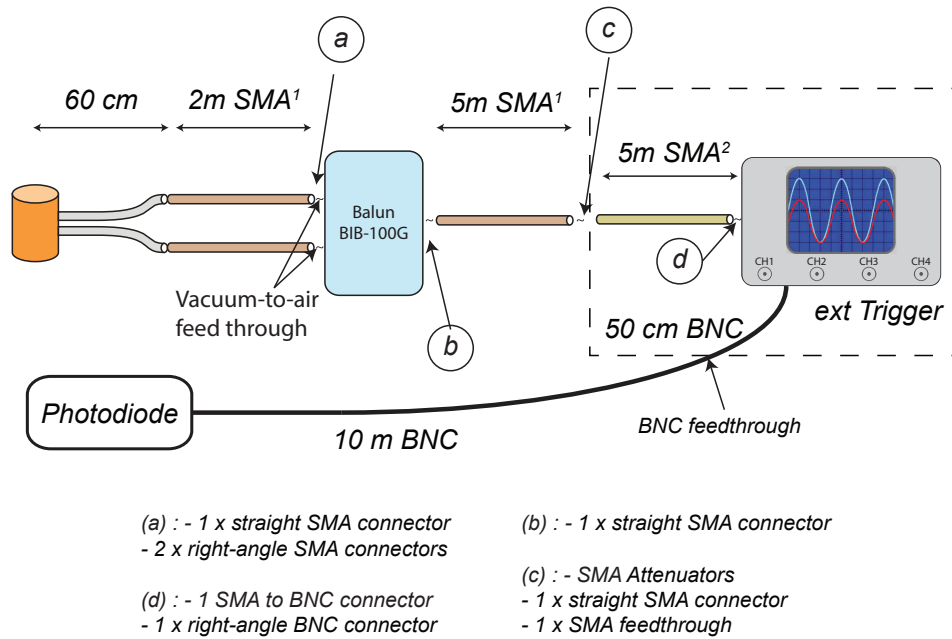 a
c
60 cm
2m SMA¹
5m SMA¹
5m SMA²
Balun
BIB-100G
~
~
~
~
~
CH1
CH2
CH3
CH4
d
Vacuum-to-air
feed through
b
ext Trigger
50 cm BNC
Photodiode
10 m BNC
BNC feedthrough
(a) : - 1 x straight SMA connector
- 2 x right-angle SMA connectors
(b) : - 1 x straight SMA connector
(c) : - SMA Attenuators
- 1 x straight SMA connector
- 1 x SMA feedthrough
(d) : - 1 SMA to BNC connector
- 1 x right-angle BNC connector